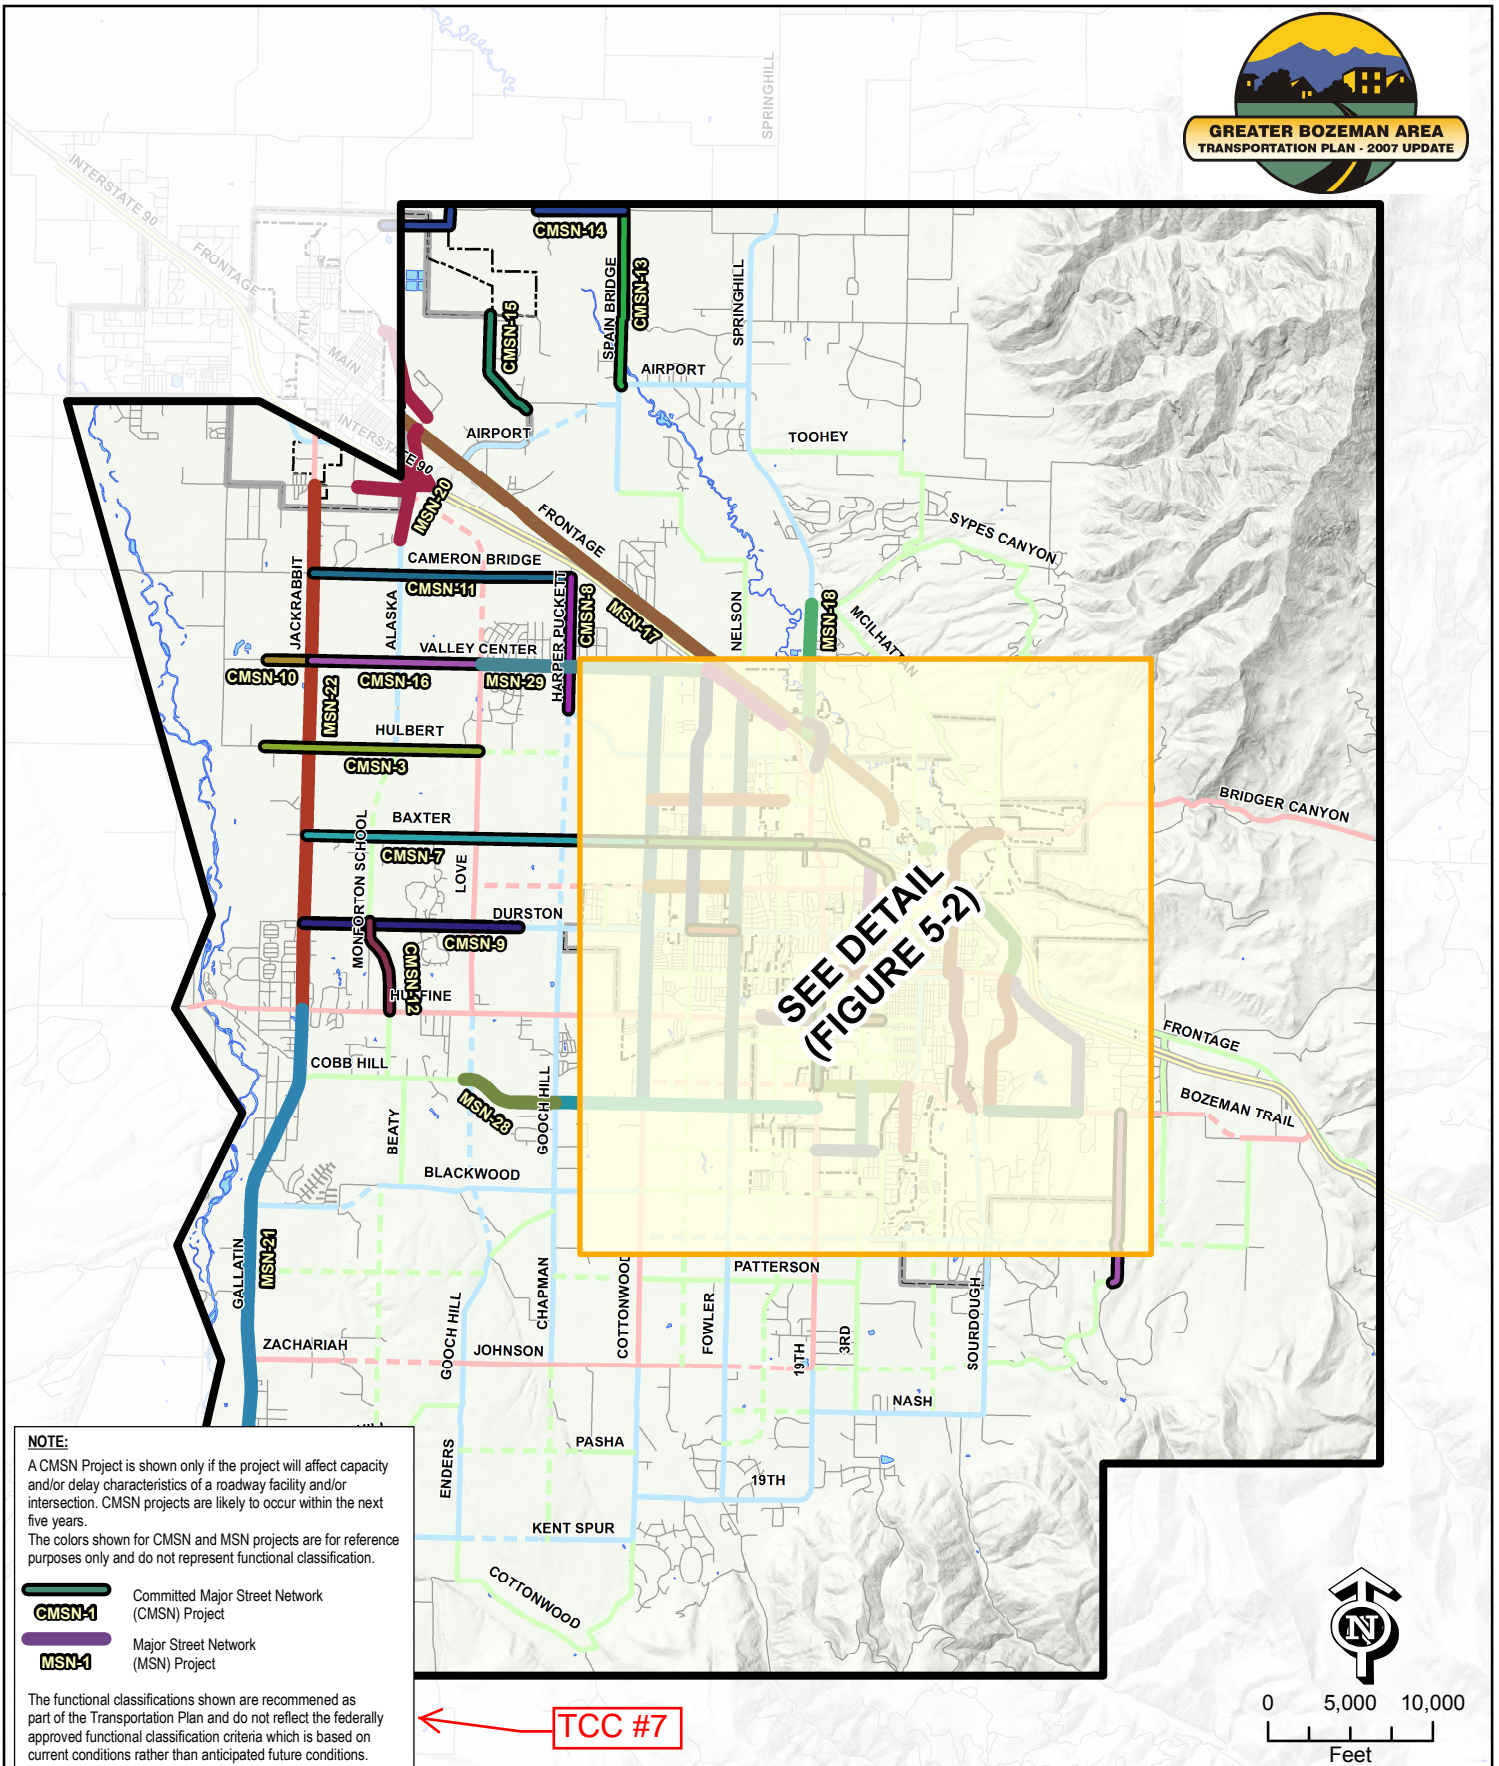 GREATER BOZEMAN AREA
TRANSPORTATION PLAN - 2007 UPDATE
SPRINGHILL
INTERSTATE 90
FRONTAGE
7TH
MAIN
INTERSTATE 90
CMSN-14
SPAIN BRIDGE
CMSN-13
SPRINGHILL
CMSN-15
AIRPORT
AIRPORT
TOOHEY
MSN-20
FRONTAGE
SYPES CANYON
CAMERON BRIDGE
CMSN-11
JACKRABBIT
ALASKA
HARPER PUCKETT
CMSN-8
MSN-17
NELSON
MSN-18
MCILHATTAN
VALLEY CENTER
CMSN-10
CMSN-16
MSN-29
MSN-22
HULBERT
CMSN-3
BRIDGER CANYON
BAXTER
CMSN-7
MONFORTON SCHOOL
LOVE
DURSTON
CMSN-9
CMSN-12
HUFFINE
SEE DETAIL
(FIGURE 5-2)
COBB HILL
FRONTAGE
BOZEMAN TRAIL
MSN-28
GOOCH HILL
BEATY
BLACKWOOD
GALLATIN
MSN-21
PATTERSON
CHAPMAN
COTTONWOOD
FOWLER
19TH
3RD
SOURDOUGH
GOOCH HILL
ZACHARIAH
JOHNSON
NASH
PASHA
ENDERS
19TH
KENT SPUR
COTTONWOOD
NOTE:
A CMSN Project is shown only if the project will affect capacity
and/or delay characteristics of a roadway facility and/or
intersection. CMSN projects are likely to occur within the next
five years.
The colors shown for CMSN and MSN projects are for reference
purposes only and do not represent functional classification.
CMSN-1
Committed Major Street Network
(CMSN) Project
MSN-1
Major Street Network
(MSN) Project
The functional classifications shown are recommened as
part of the Transportation Plan and do not reflect the federally
approved functional classification criteria which is based on
current conditions rather than anticipated future conditions.
TCC #7
N
0 5,000 10,000
Feet